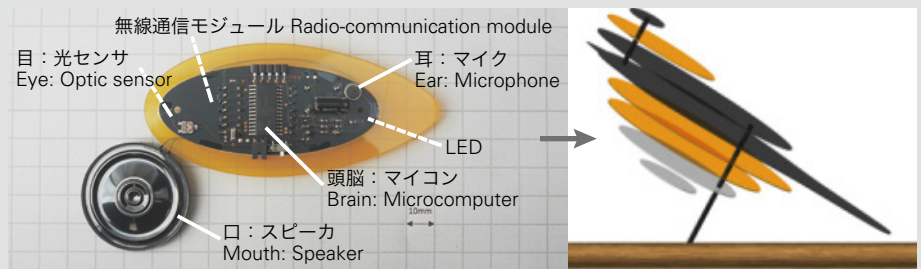 無線通信モジュール Radio-communication module
目：光センサ
Eye: Optic sensor
耳：マイク
Ear: Microphone
LED
頭脳：マイコン
Brain: Microcomputer
10mm
口：スピーカ
Mouth: Speaker